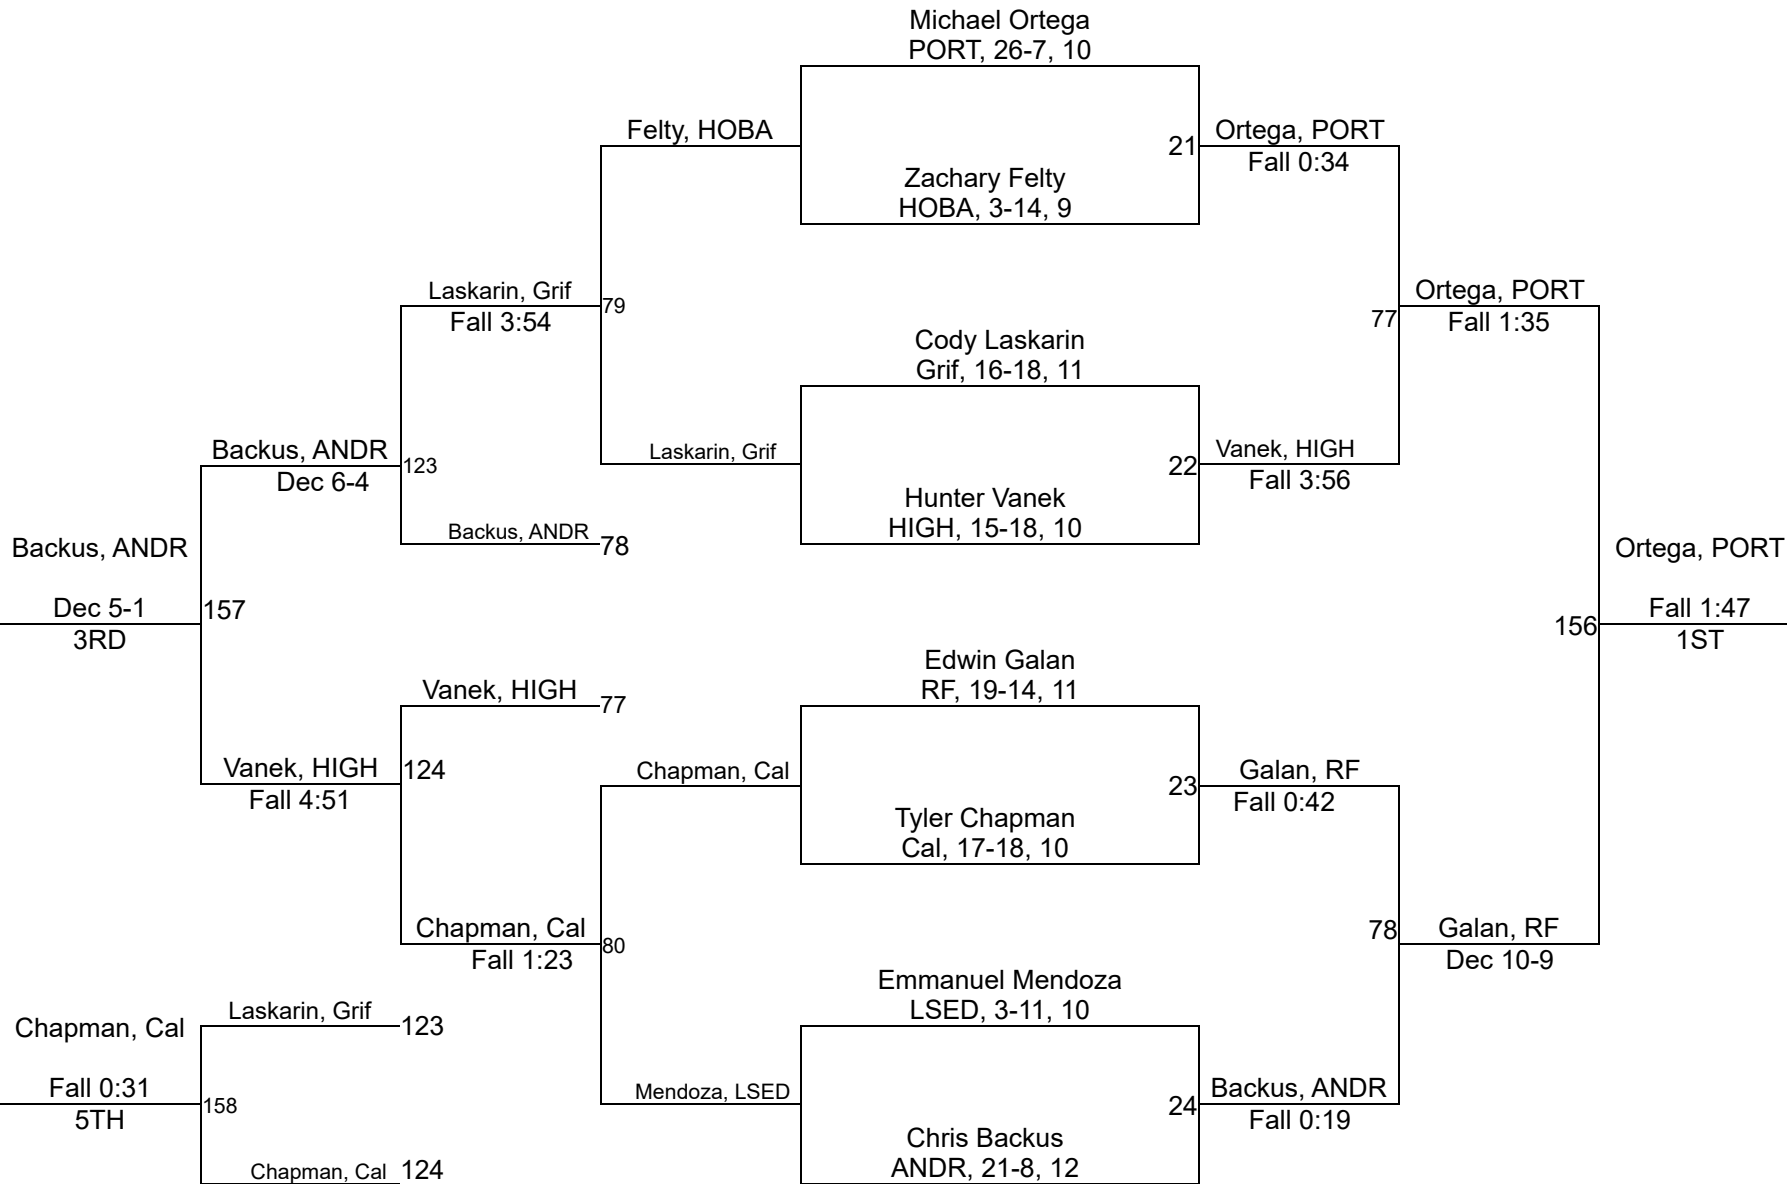 Michael Ortega
PORT, 26-7, 10
Felty, HOBA
21
Ortega, PORT
Fall 0:34
Zachary Felty
HOBA, 3-14, 9
Laskarin, Grif
Fall 3:54
79
Ortega, PORT
Fall 1:35
77
Cody Laskarin
Grif, 16-18, 11
Backus, ANDR
Dec 6-4
123
Laskarin, Grif
22
Vanek, HIGH
Fall 3:56
Hunter Vanek
HIGH, 15-18, 10
Backus, ANDR
78
Backus, ANDR
Dec 5-1
3RD
157
Ortega, PORT
Fall 1:47
1ST
156
Edwin Galan
RF, 19-14, 11
Vanek, HIGH
77
Vanek, HIGH
Fall 4:51
124
Chapman, Cal
23
Galan, RF
Fall 0:42
Tyler Chapman
Cal, 17-18, 10
Chapman, Cal
Fall 1:23
80
78
Galan, RF
Dec 10-9
Emmanuel Mendoza
LSED, 3-11, 10
Laskarin, Grif
123
Chapman, Cal
Fall 0:31
5TH
158
Mendoza, LSED
24
Backus, ANDR
Fall 0:19
Chris Backus
ANDR, 21-8, 12
Chapman, Cal
124